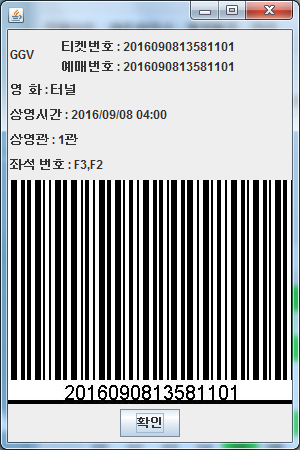 GGV
티켓번호 : 2016090813581101
예매번호 : 2016090813581101
영 화 : 터널
상영시간 : 2016/09/08 04:00
상영관 : 1관
좌석 번호 : F3,F2
2016090813581101
확인